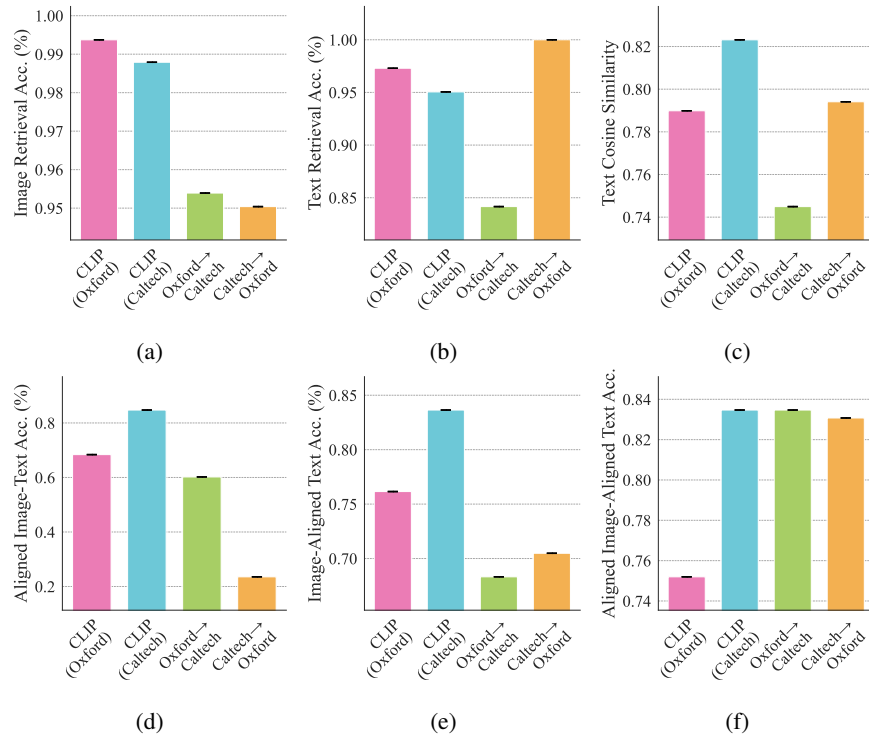 Image Retrieval Acc. (%)
1.00
0.99
0.98
0.97
0.96
0.95
CLIP
(Oxford)
CLIP
(Caltech)
Oxford→
Caltech
Caltech→
Oxford
(a)
Text Retrieval Acc. (%)
1.00
0.95
0.90
0.85
CLIP
(Oxford)
CLIP
(Caltech)
Oxford→
Caltech
Caltech→
Oxford
(b)
Text Cosine Similarity
0.82
0.80
0.78
0.76
0.74
CLIP
(Oxford)
CLIP
(Caltech)
Oxford→
Caltech
Caltech→
Oxford
(c)
Aligned Image-Text Acc. (%)
0.8
0.6
0.4
0.2
CLIP
(Oxford)
CLIP
(Caltech)
Oxford→
Caltech
Caltech→
Oxford
(d)
Image-Aligned Text Acc. (%)
0.85
0.80
0.75
0.70
CLIP
(Oxford)
CLIP
(Caltech)
Oxford→
Caltech
Caltech→
Oxford
(e)
Aligned Image-Aligned Text Acc.
0.84
0.82
0.80
0.78
0.76
0.74
CLIP
(Oxford)
CLIP
(Caltech)
Oxford→
Caltech
Caltech→
Oxford
(f)